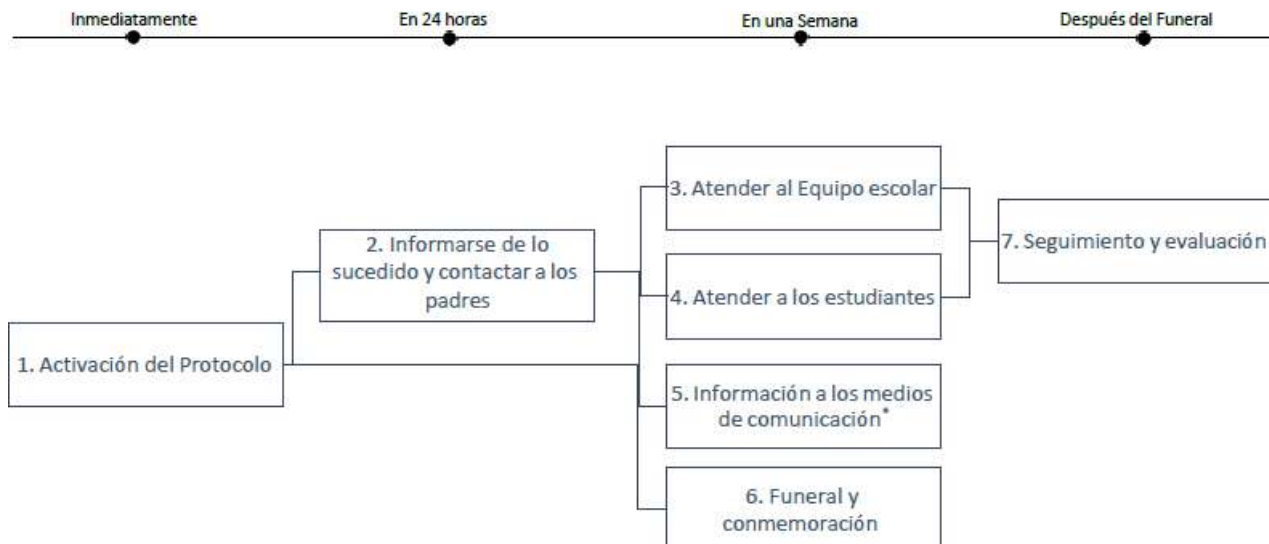 Inmediatamente
En 24 horas
En una Semana
Después del Funeral
3. Atender al Equipo escolar
2. Informarse de lo
sucedido y contactar a los
padres
7. Seguimiento y evaluación
4. Atender a los estudiantes
1. Activación del Protocolo
5. Información a los medios
de comunicación*
6. Funeral y
conmemoración